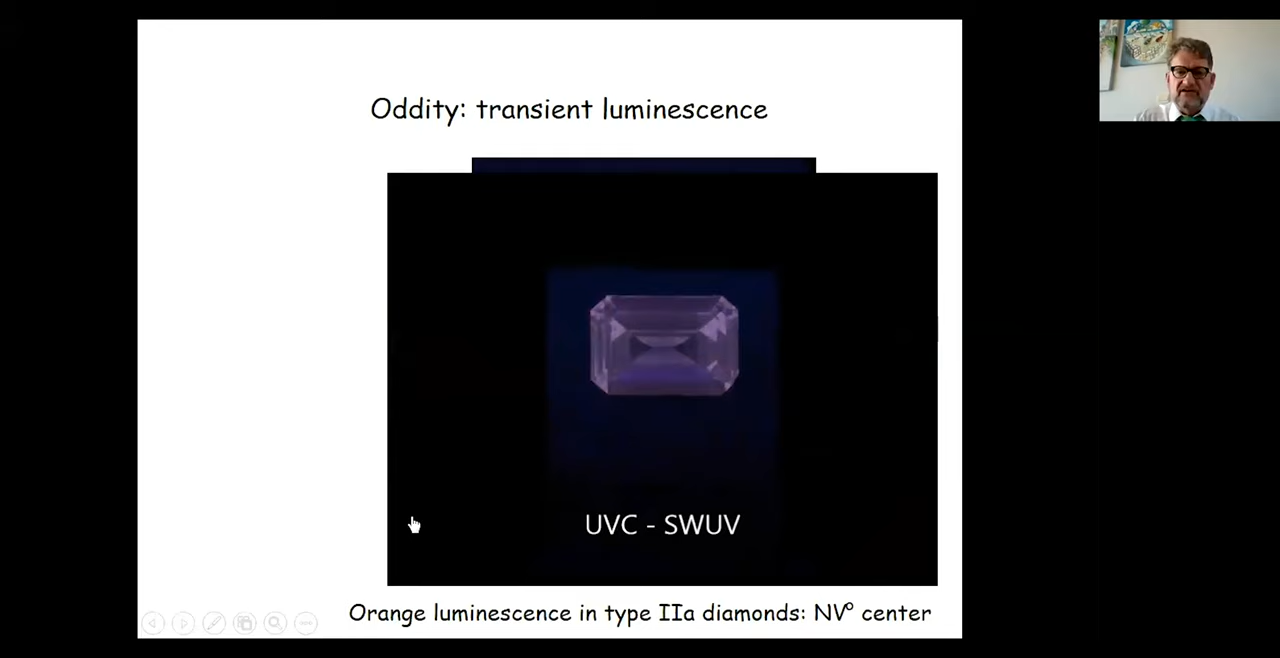 Oddity: transient luminescence
UVC - SWUV
Orange luminescence in type IIa diamonds: NV° center